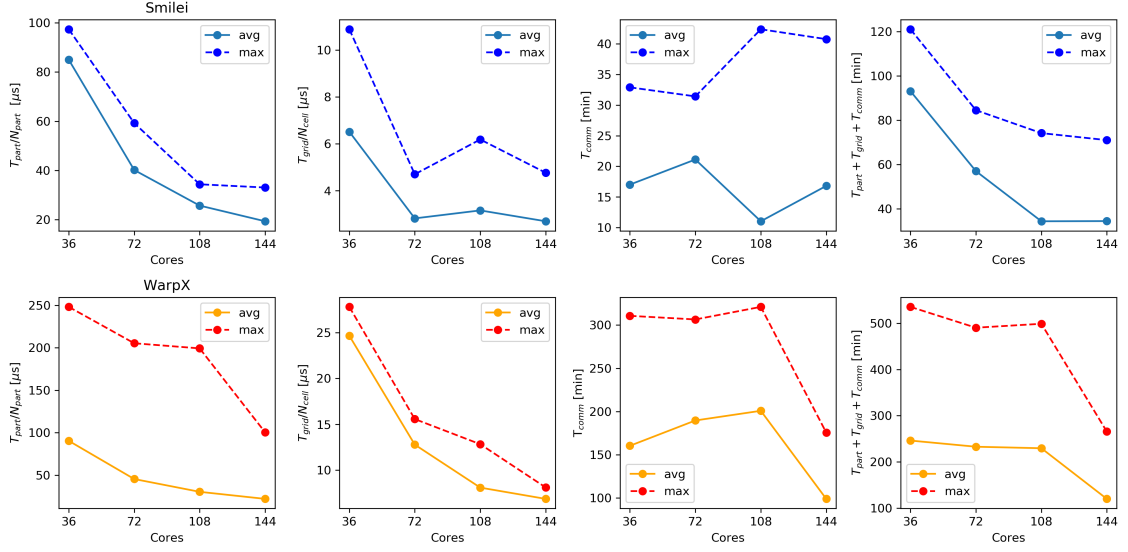 Smilei
T_part/N_part [μs]
100
80
60
40
20
avg
max
36 72 108 144
Cores
T_grid/N_cell [μs]
10
8
6
4
avg
max
36 72 108 144
Cores
T_comm [min]
40
35
30
25
20
15
10
avg
max
36 72 108 144
Cores
T_part + T_grid + T_comm [min]
120
100
80
60
40
avg
max
36 72 108 144
Cores
WarpX
T_part/N_part [μs]
250
200
150
100
50
avg
max
36 72 108 144
Cores
T_grid/N_cell [μs]
25
20
15
10
avg
max
36 72 108 144
Cores
T_comm [min]
300
250
200
150
100
avg
max
36 72 108 144
Cores
T_part + T_grid + T_comm [min]
500
400
300
200
100
avg
max
36 72 108 144
Cores